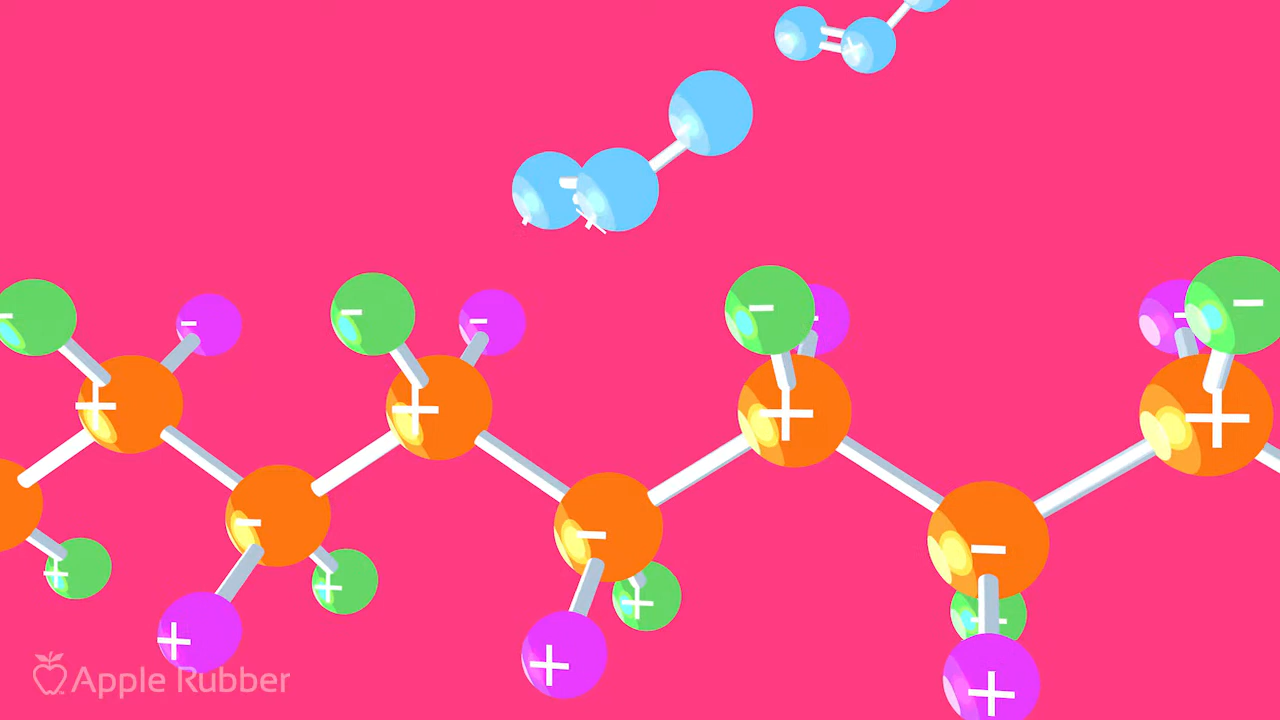 - -
- - - - - -
+ + + +
- - -
+ + + +
+ + +
Apple Rubber